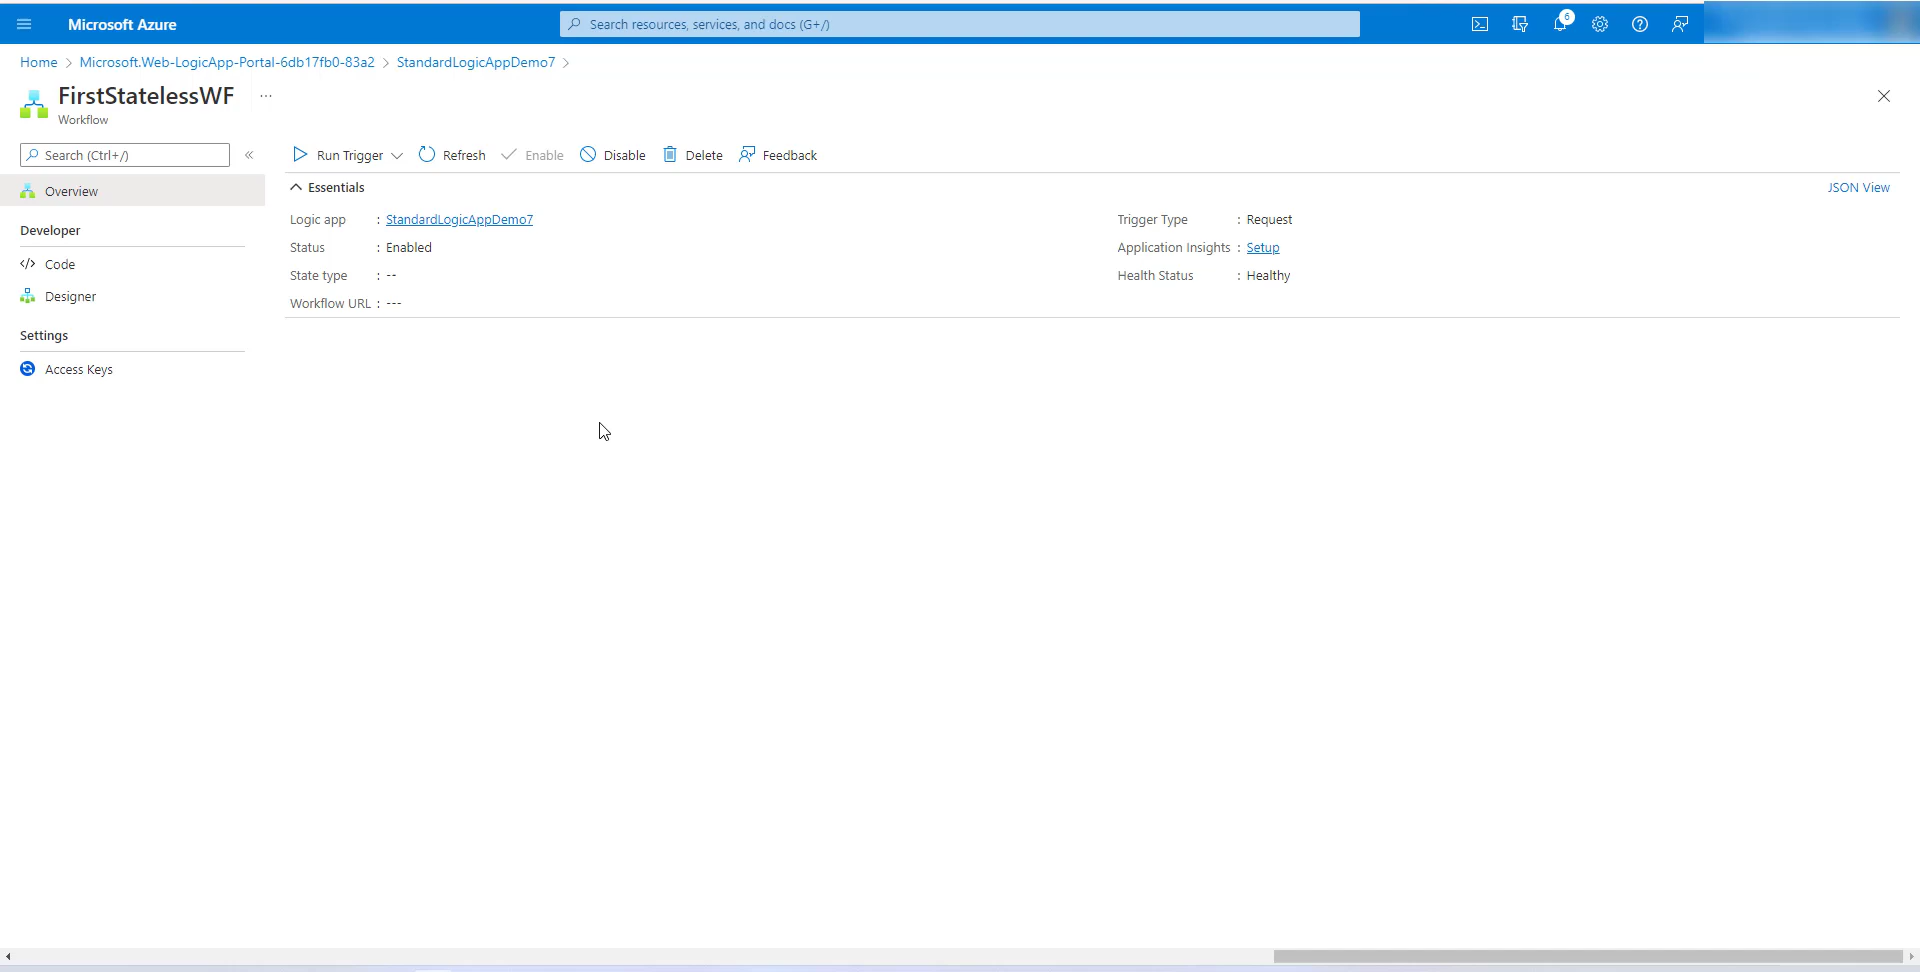 Microsoft Azure
Search resources, services, and docs (G+/)
6
Home > Microsoft.Web-LogicApp-Portal-6db17fb0-83a2 > StandardLogicAppDemo7 >
FirstStatelessWF ...
Workflow
Search (Ctrl+/) «
Run Trigger Refresh Enable Disable Delete Feedback
Overview
Developer
Code
Designer
Settings
Access Keys
Essentials
JSON View
Logic app : StandardLogicAppDemo7
Status : Enabled
State type : --
Workflow URL : ---
Trigger Type : Request
Application Insights : Setup
Health Status : Healthy